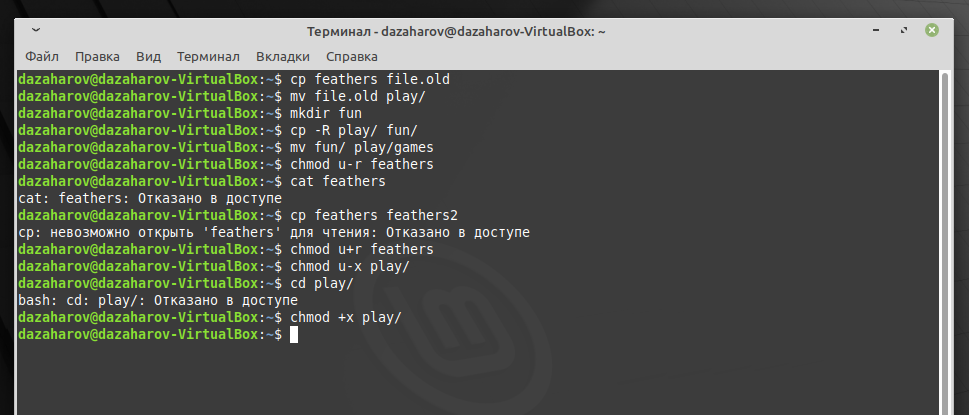 Терминал - dazaharov@dazaharov-VirtualBox: ~
Файл Правка Вид Терминал Вкладки Справка
dazaharov@dazaharov-VirtualBox:~$ cp feathers file.old
dazaharov@dazaharov-VirtualBox:~$ mv file.old play/
dazaharov@dazaharov-VirtualBox:~$ mkdir fun
dazaharov@dazaharov-VirtualBox:~$ cp -R play/ fun/
dazaharov@dazaharov-VirtualBox:~$ mv fun/ play/games
dazaharov@dazaharov-VirtualBox:~$ chmod u-r feathers
dazaharov@dazaharov-VirtualBox:~$ cat feathers
cat: feathers: Отказано в доступе
dazaharov@dazaharov-VirtualBox:~$ cp feathers feathers2
cp: невозможно открыть 'feathers' для чтения: Отказано в доступе
dazaharov@dazaharov-VirtualBox:~$ chmod u+r feathers
dazaharov@dazaharov-VirtualBox:~$ chmod u-x play/
dazaharov@dazaharov-VirtualBox:~$ cd play/
bash: cd: play/: Отказано в доступе
dazaharov@dazaharov-VirtualBox:~$ chmod +x play/
dazaharov@dazaharov-VirtualBox:~$